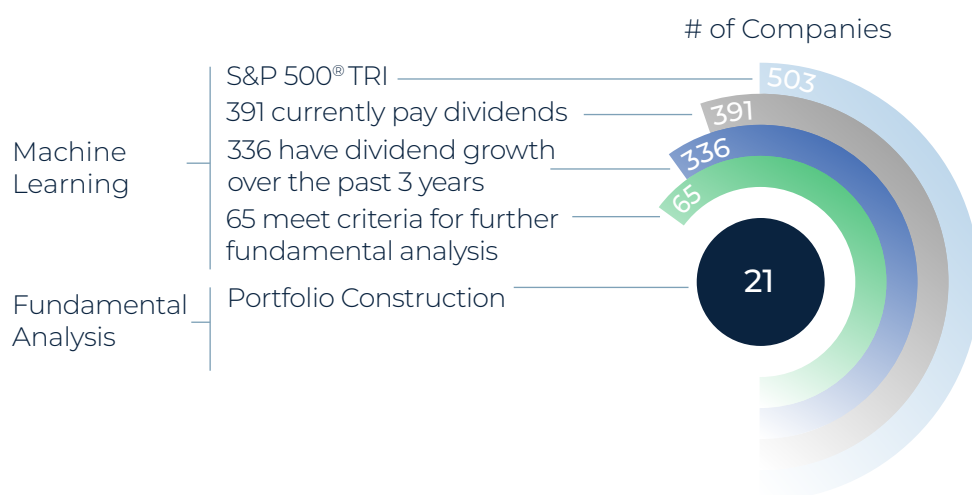 # of Companies
S&P 500® TRI
503
391 currently pay dividends
391
Machine
Learning
336 have dividend growth
over the past 3 years
336
65 meet criteria for further
fundamental analysis
65
Fundamental
Analysis
Portfolio Construction
21